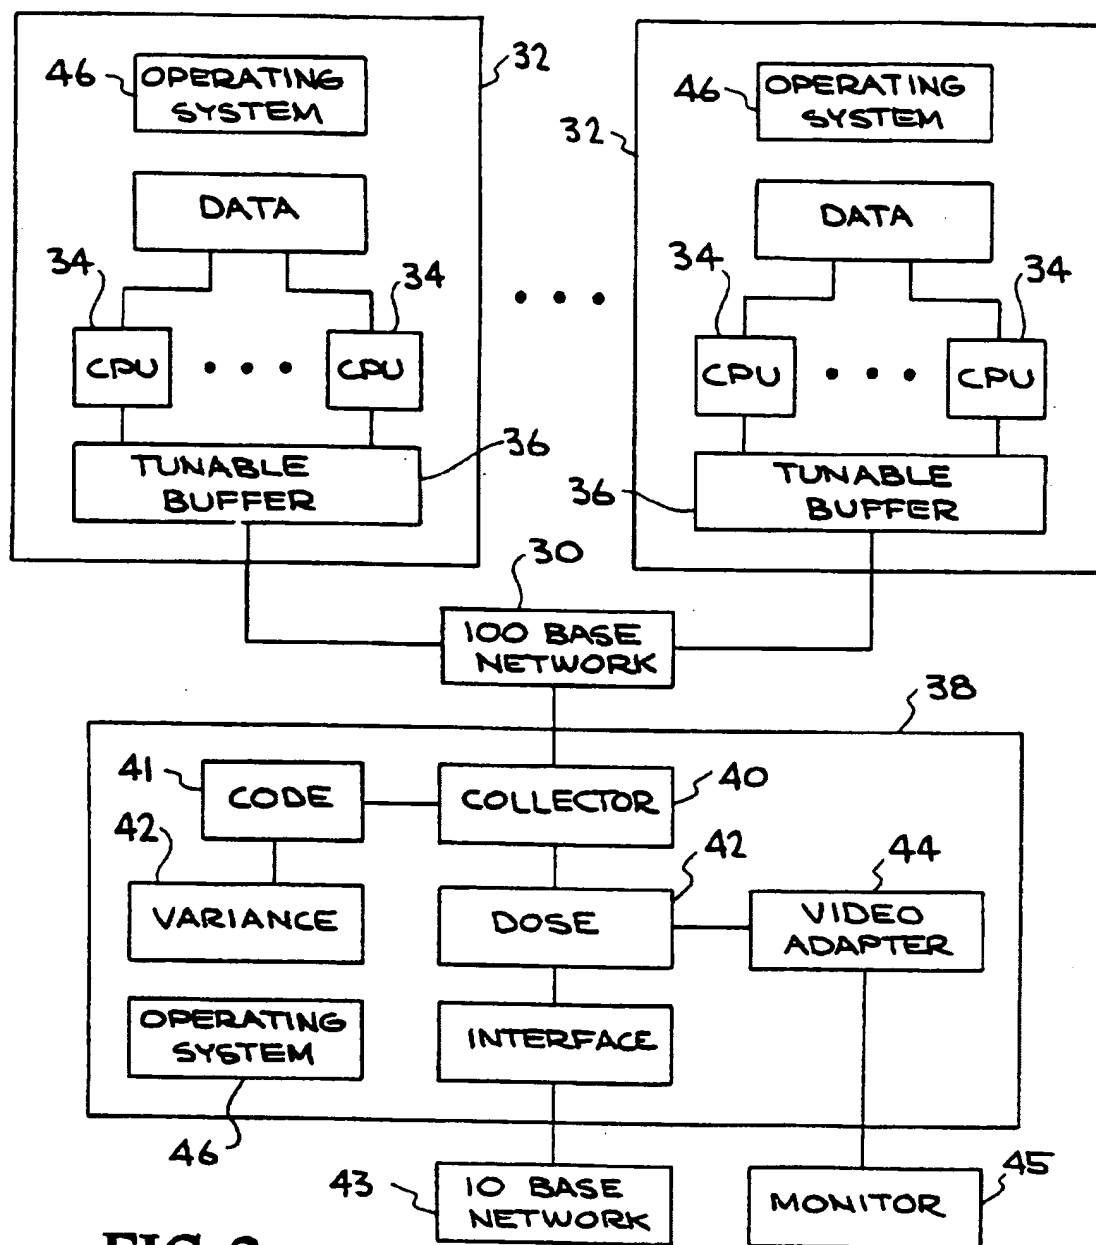 46
OPERATING
SYSTEM
32
DATA
34
34
CPU
CPU
TUNABLE
BUFFER
36
46
OPERATING
SYSTEM
32
DATA
34
34
CPU
CPU
TUNABLE
BUFFER
36
30
100 BASE
NETWORK
38
41
CODE
COLLECTOR
40
42
VARIANCE
DOSE
42
44
VIDEO
ADAPTER
OPERATING
SYSTEM
46
INTERFACE
43
10 BASE
NETWORK
MONITOR
45